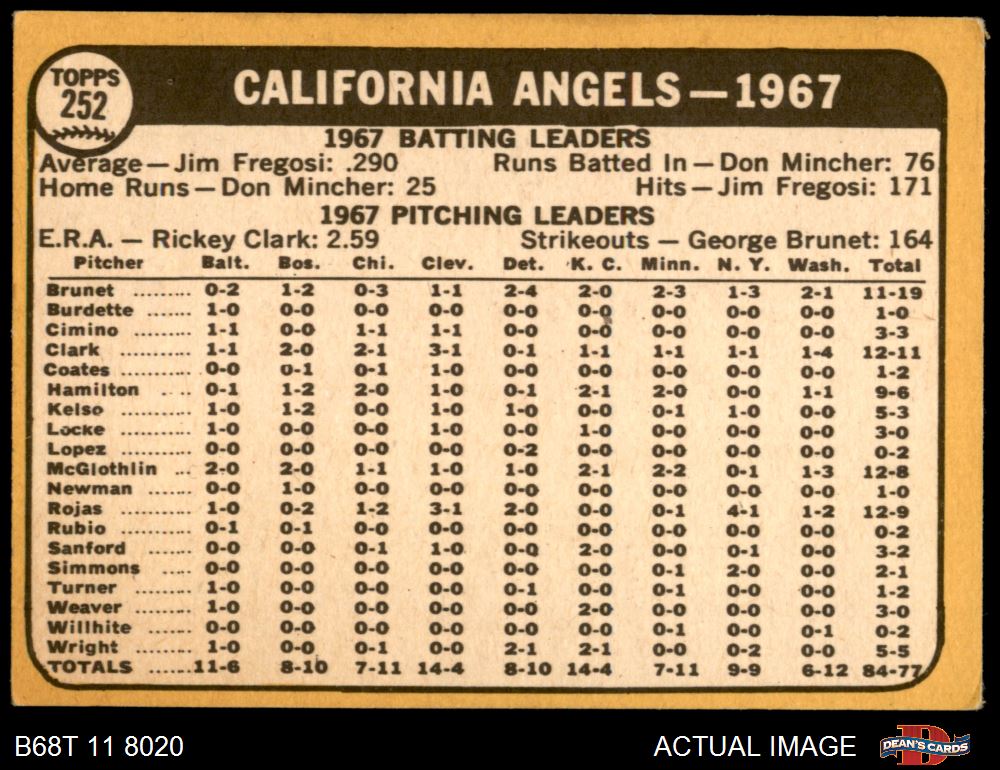 TOPPS
252
CALIFORNIA ANGELS—1967
1967 BATTING LEADERS
Average—Jim Fregosi: .290 Runs Batted In—Don Mincher: 76
Home Runs—Don Mincher: 25 Hits—Jim Fregosi: 171
1967 PITCHING LEADERS
E.R.A. — Rickey Clark: 2.59 Strikeouts — George Brunet: 164
Pitcher Balt. Bos. Chi. Clev. Det. K. C. Minn. N. Y. Wash. Total
Brunet ......... 0-2 1-2 0-3 1-1 2-4 2-0 2-3 1-3 2-1 11-19
Burdette ....... 1-0 0-0 0-0 0-0 0-0 0-0 0-0 0-0 0-0 1-0
Cimino .......... 1-1 0-0 1-1 1-1 0-0 0-0 0-0 0-0 0-0 3-3
Clark ............ 1-1 2-0 2-1 3-1 0-1 1-1 1-1 1-1 1-4 12-11
Coates .......... 0-0 0-1 0-1 1-0 0-0 0-0 0-0 0-0 0-0 1-2
Hamilton .... 0-1 1-2 2-0 1-0 0-1 2-1 2-0 0-0 1-1 9-6
Kelso ............ 1-0 1-2 0-0 1-0 1-0 0-0 0-1 1-0 0-0 5-3
Locke ............ 1-0 0-0 0-0 1-0 0-0 1-0 0-0 0-0 0-0 3-0
Lopez ............ 0-0 0-0 0-0 0-0 0-2 0-0 0-0 0-0 0-0 0-2
McGlothlin ... 2-0 2-0 1-1 1-0 1-0 2-1 2-2 0-1 1-3 12-8
Newman ....... 0-0 1-0 0-0 0-0 0-0 0-0 0-0 0-0 0-0 1-0
Rojas ............ 1-0 0-2 1-2 3-1 2-0 0-0 0-1 4-1 1-2 12-9
Rubio ............ 0-1 0-1 0-0 0-0 0-0 0-0 0-0 0-0 0-0 0-2
Sanford ........ 0-0 0-0 0-1 1-0 0-0 2-0 0-0 0-1 0-0 3-2
Simmons ..... 0-0 0-0 0-0 0-0 0-0 0-0 0-1 2-0 0-0 2-1
Turner .......... 1-0 0-0 0-0 0-0 0-1 0-0 0-1 0-0 0-0 1-2
Weaver ......... 1-0 0-0 0-0 0-0 0-0 2-0 0-0 0-0 0-0 3-0
Willhite ....... 0-0 0-0 0-0 0-0 0-0 0-0 0-1 0-0 0-1 0-2
Wright .......... 1-0 0-0 0-1 0-0 2-1 2-1 0-0 0-2 0-0 5-5
TOTALS ......11-6 8-10 7-11 14-4 8-10 14-4 7-11 9-9 6-12 84-77
B68T 11 8020 ACTUAL IMAGE D DEAN'S CARDS